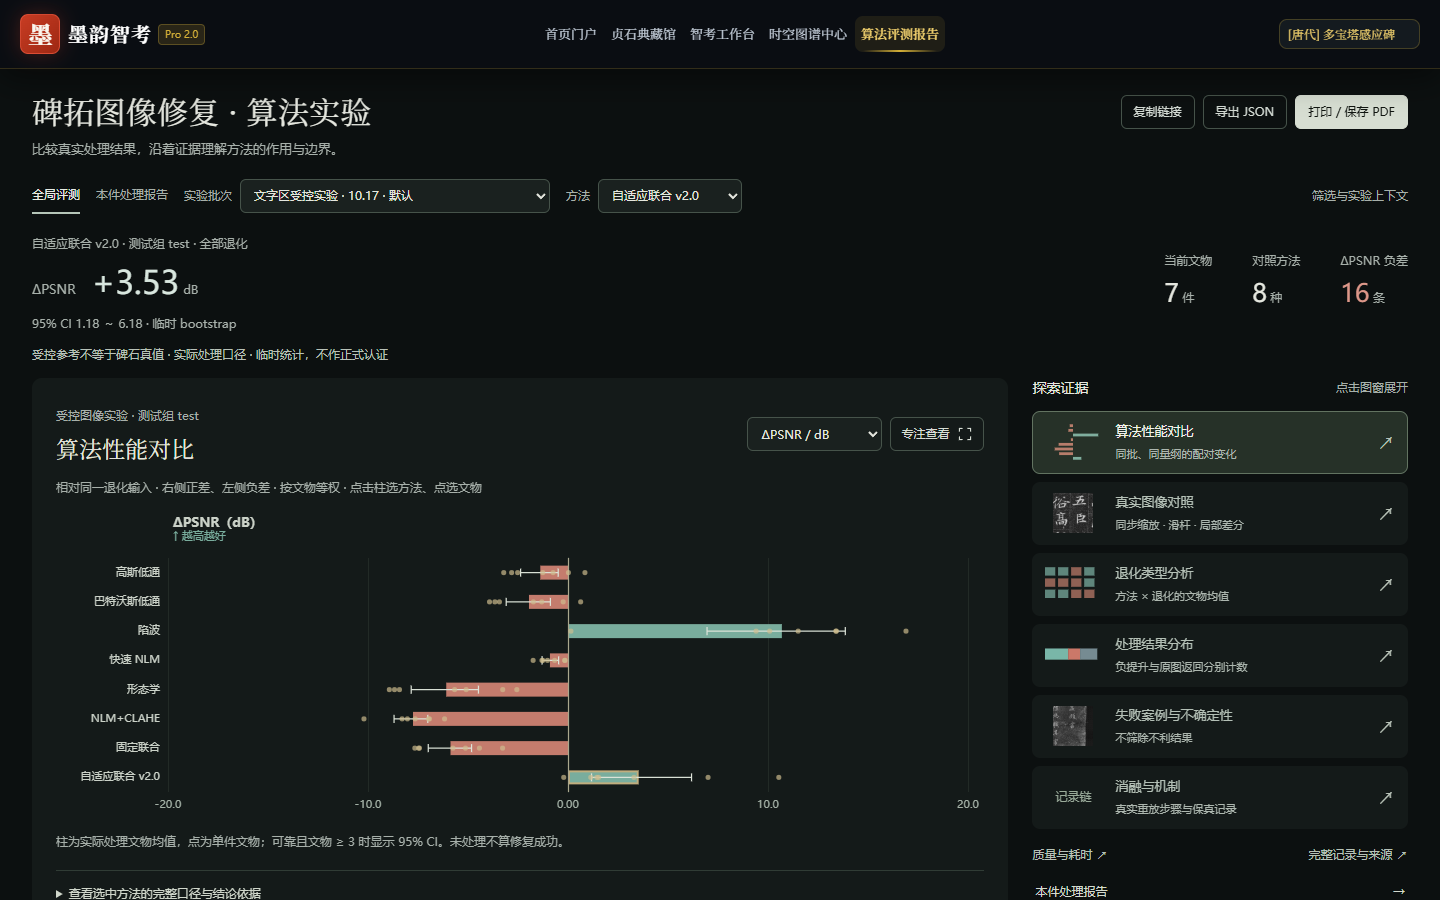 墨 墨韵智考 Pro 2.0
首页门户 贞石典藏馆 智考工作台 时空图谱中心 算法评测报告
[唐代] 多宝塔感应碑
碑拓图像修复 · 算法实验
复制链接 导出 JSON 打印 / 保存 PDF
比较真实处理结果，沿着证据理解方法的作用与边界。
全局评测 本件处理报告 实验批次 文字区受控实验 · 10.17 · 默认 方法 自适应联合 v2.0 筛选与实验上下文
自适应联合 v2.0 · 测试组 test · 全部退化
ΔPSNR +3.53 dB
95% CI 1.18 ～ 6.18 · 临时 bootstrap
当前文物 对照方法 ΔPSNR 负差
7 件 8 种 16 条
受控参考不等于碑石真值 · 实际处理口径 · 临时统计，不作正式认证
受控图像实验 · 测试组 test
算法性能对比
ΔPSNR / dB 专注查看
相对同一退化输入 · 右侧正差、左侧负差 · 按文物等权 · 点击柱选方法、点选文物
ΔPSNR (dB)
↑ 越高越好
高斯低通
巴特沃斯低通
陷波
快速 NLM
形态学
NLM+CLAHE
固定联合
自适应联合 v2.0
-20.0 -10.0 0.00 10.0 20.0
柱为实际处理文物均值，点为单件文物；可靠且文物 ≥ 3 时显示 95% CI。未处理不算修复成功。
▶ 查看选中方法的完整口径与结论依据
探索证据 点击图窗展开
算法性能对比
同批、同量纲的配对变化
真实图像对照
同步缩放 · 滑杆 · 局部差分
退化类型分析
方法 × 退化的文物均值
处理结果分布
负提升与原图返回分别计数
失败案例与不确定性
不筛除不利结果
记录链
消融与机制
真实重放步骤与保真记录
质量与耗时 ↗ 完整记录与来源 ↗
本件处理报告 →